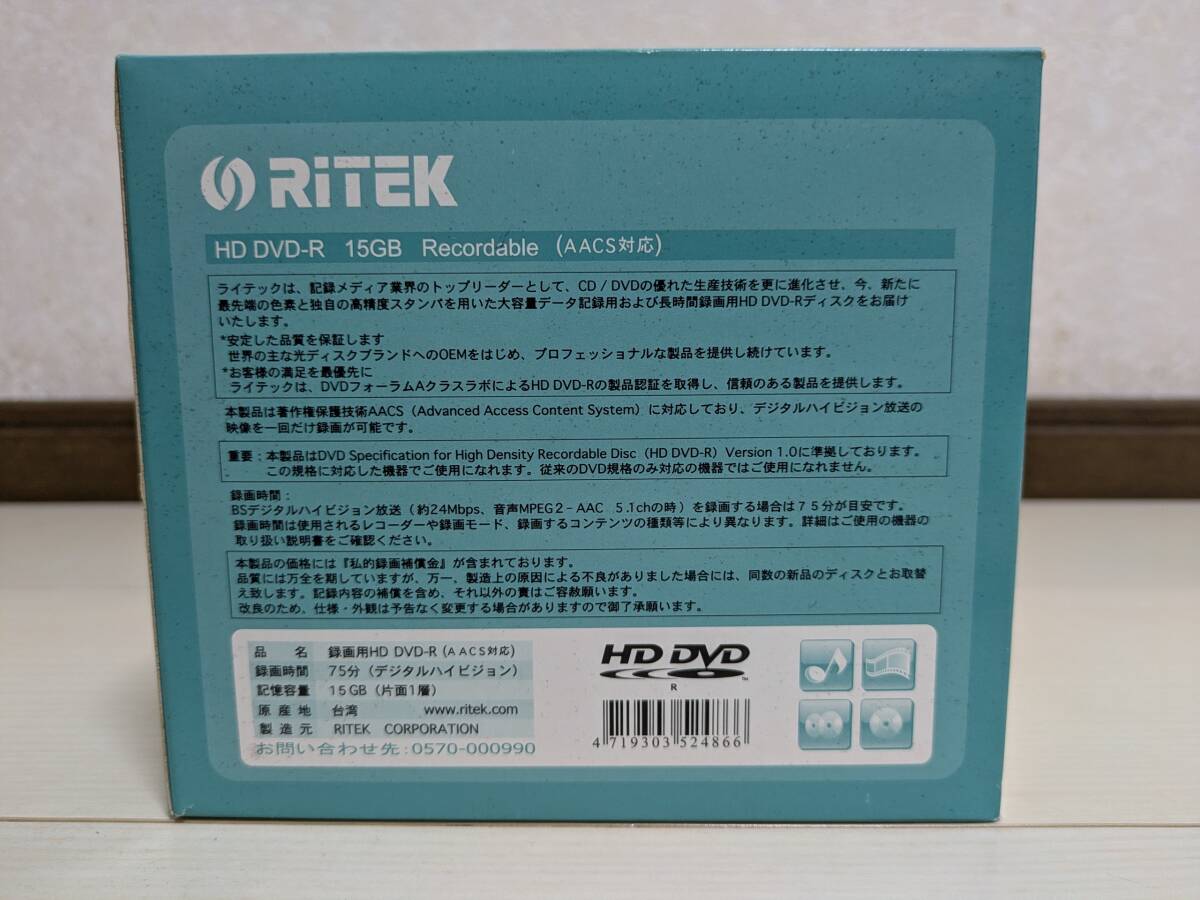 RiTEK
HD DVD-R 15GB Recordable (AACS対応)
ライテックは、記録メディア業界のトップリーダーとして、CD/DVDの優れた生産技術を更に進化させ、今、新たに
最先端の色素と独自の高精度スタンパを用いた大容量データ記録用および長時間録画用HD DVD-Rディスクをお届け
いたします。
*安定した品質を保証します
世界の主な光ディスクブランドへのOEMをはじめ、プロフェッショナルな製品を提供し続けています。
*お客様の満足を最優先に
ライテックは、DVDフォーラムAクラスラボによるHD DVD-Rの製品認証を取得し、信頼のある製品を提供します。
本製品は著作権保護技術AACS（Advanced Access Content System）に対応しており、デジタルハイビジョン放送の
映像を一回だけ録画が可能です。
重要：本製品はDVD Specification for High Density Recordable Disc（HD DVD-R）Version 1.0に準拠しております。
この規格に対応した機器でご使用になれます。従来のDVD規格のみ対応の機器ではご使用になれません。
録画時間：
BSデジタルハイビジョン放送（約24Mbps、音声MPEG2-AAC 5.1chの時）を録画する場合は75分が目安です。
録画時間は使用されるレコーダーや録画モード、録画するコンテンツの種類等により異なります。詳細はご使用の機器の
取り扱い説明書をご確認ください。
本製品の価格には『私的録画補償金』が含まれております。
品質には万全を期していますが、万一、製造上の原因による不良がありました場合には、同数の新品のディスクとお取替
え致します。記録内容の補償を含め、それ以外の責はご容赦願います。
改良のため、仕様・外観は予告なく変更する場合がありますので御了承願います。
品名 録画用HD DVD-R (AACS対応)
録画時間 75分（デジタルハイビジョン）
記憶容量 15GB（片面1層）
原産地 台湾 www.ritek.com
製造元 RITEK CORPORATION
お問い合わせ先：0570-000990
HD DVD™
R
4 719303 524866